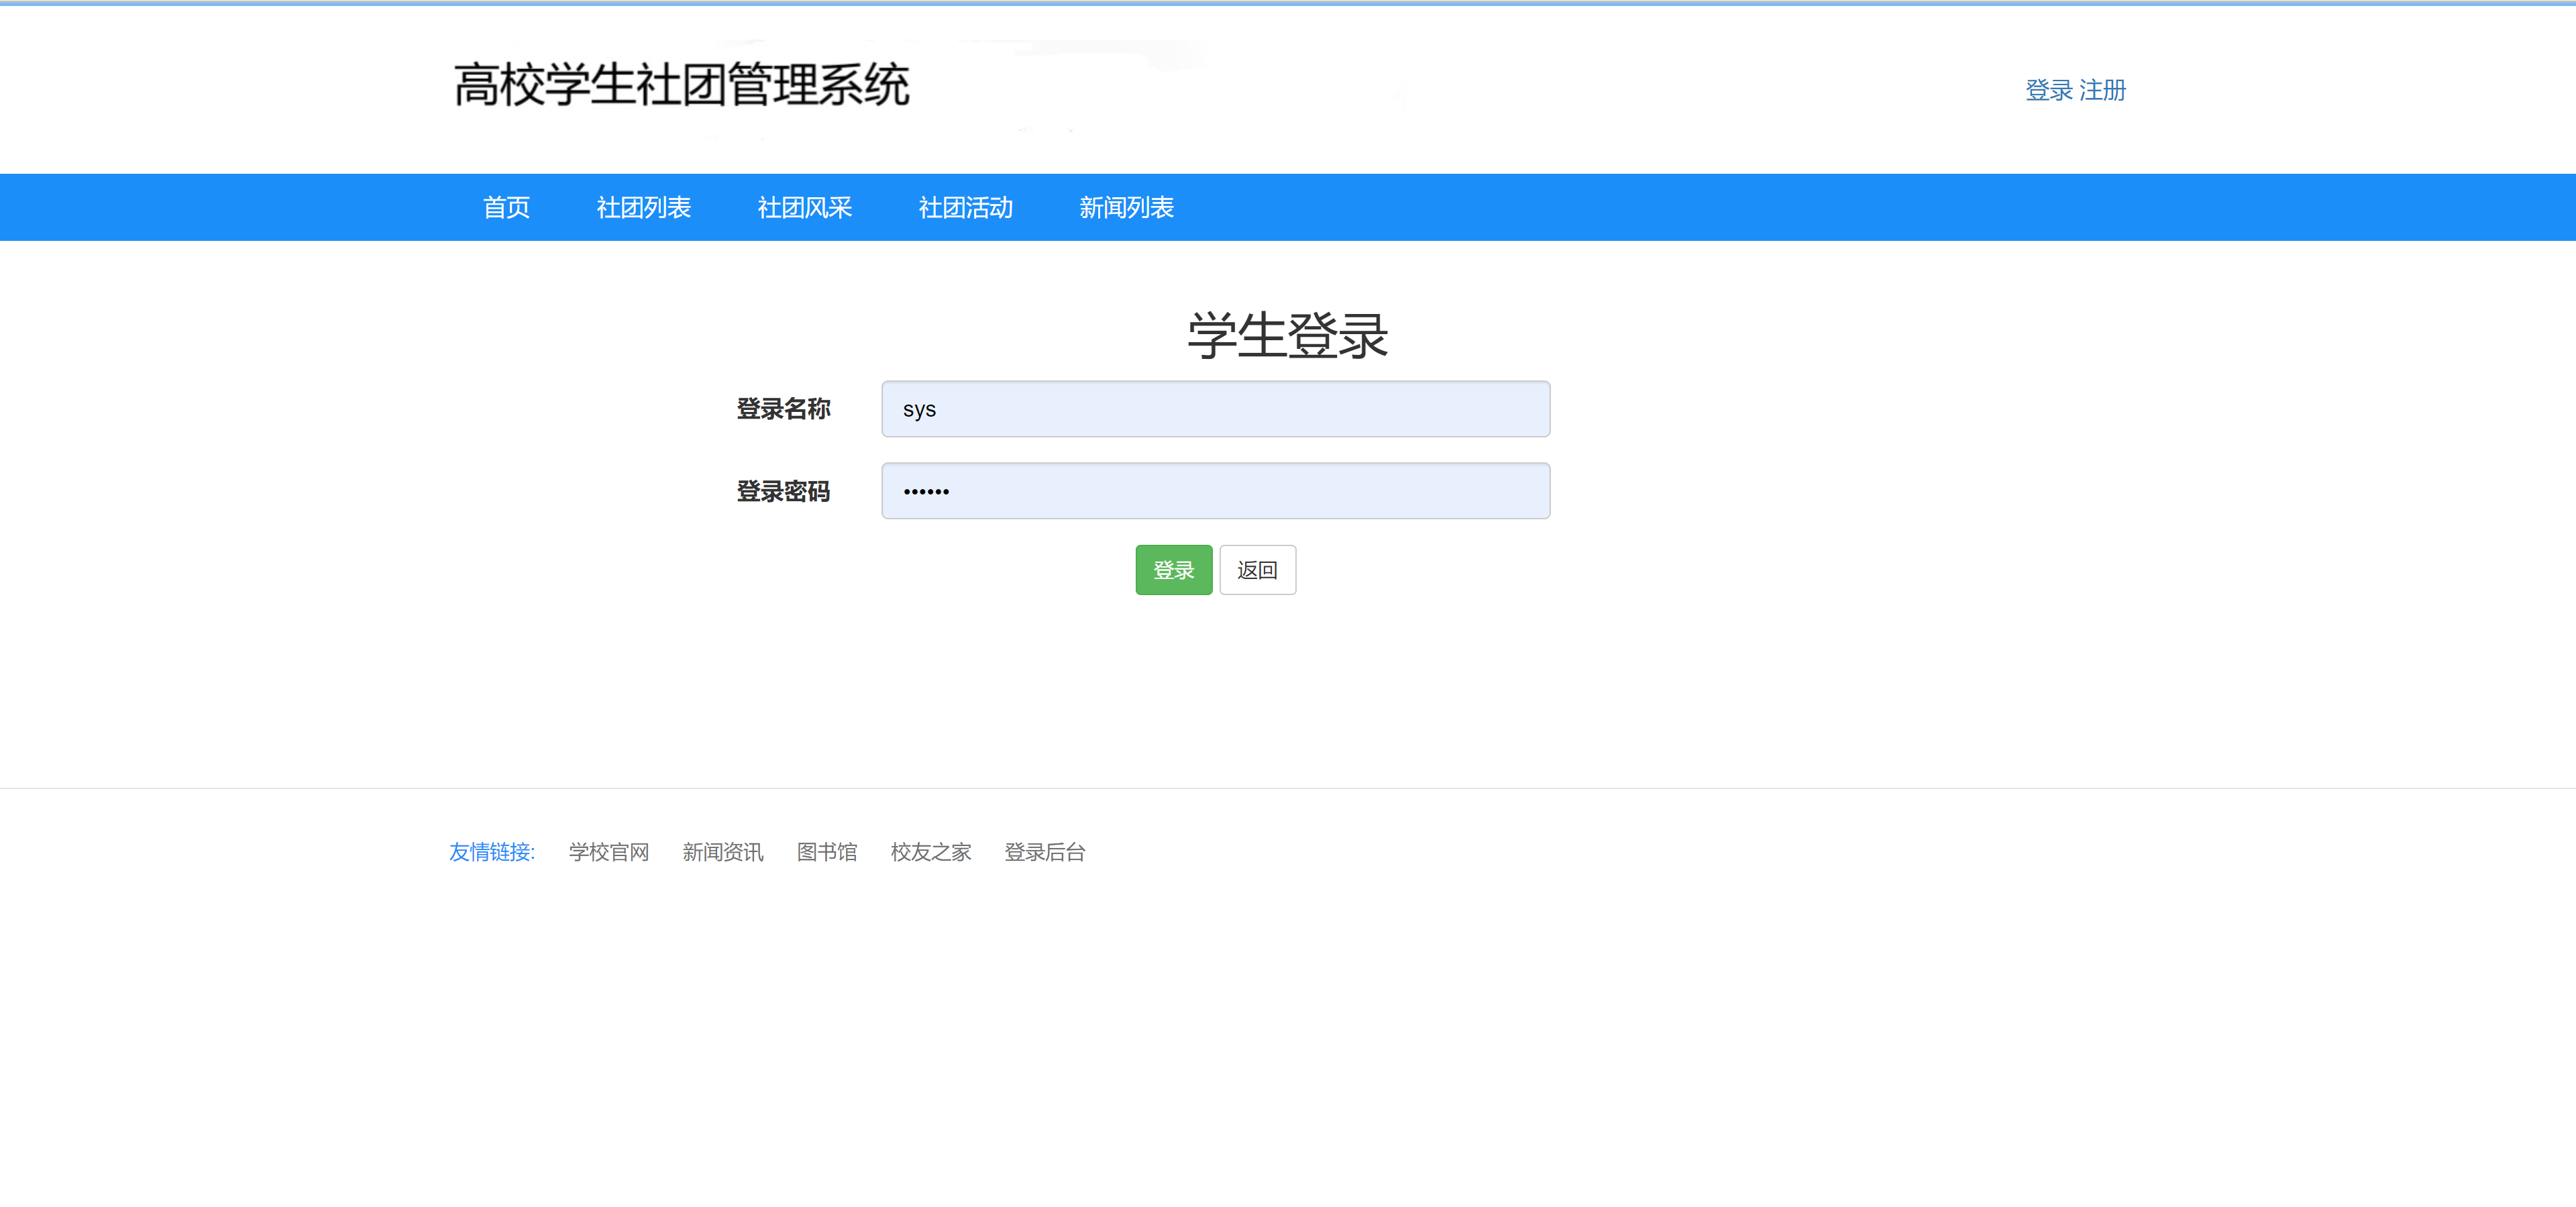 高校学生社团管理系统
登录 注册
首页 社团列表 社团风采 社团活动 新闻列表
学生登录
登录名称 sys
登录密码 ••••••
登录 返回
友情链接: 学校官网 新闻资讯 图书馆 校友之家 登录后台